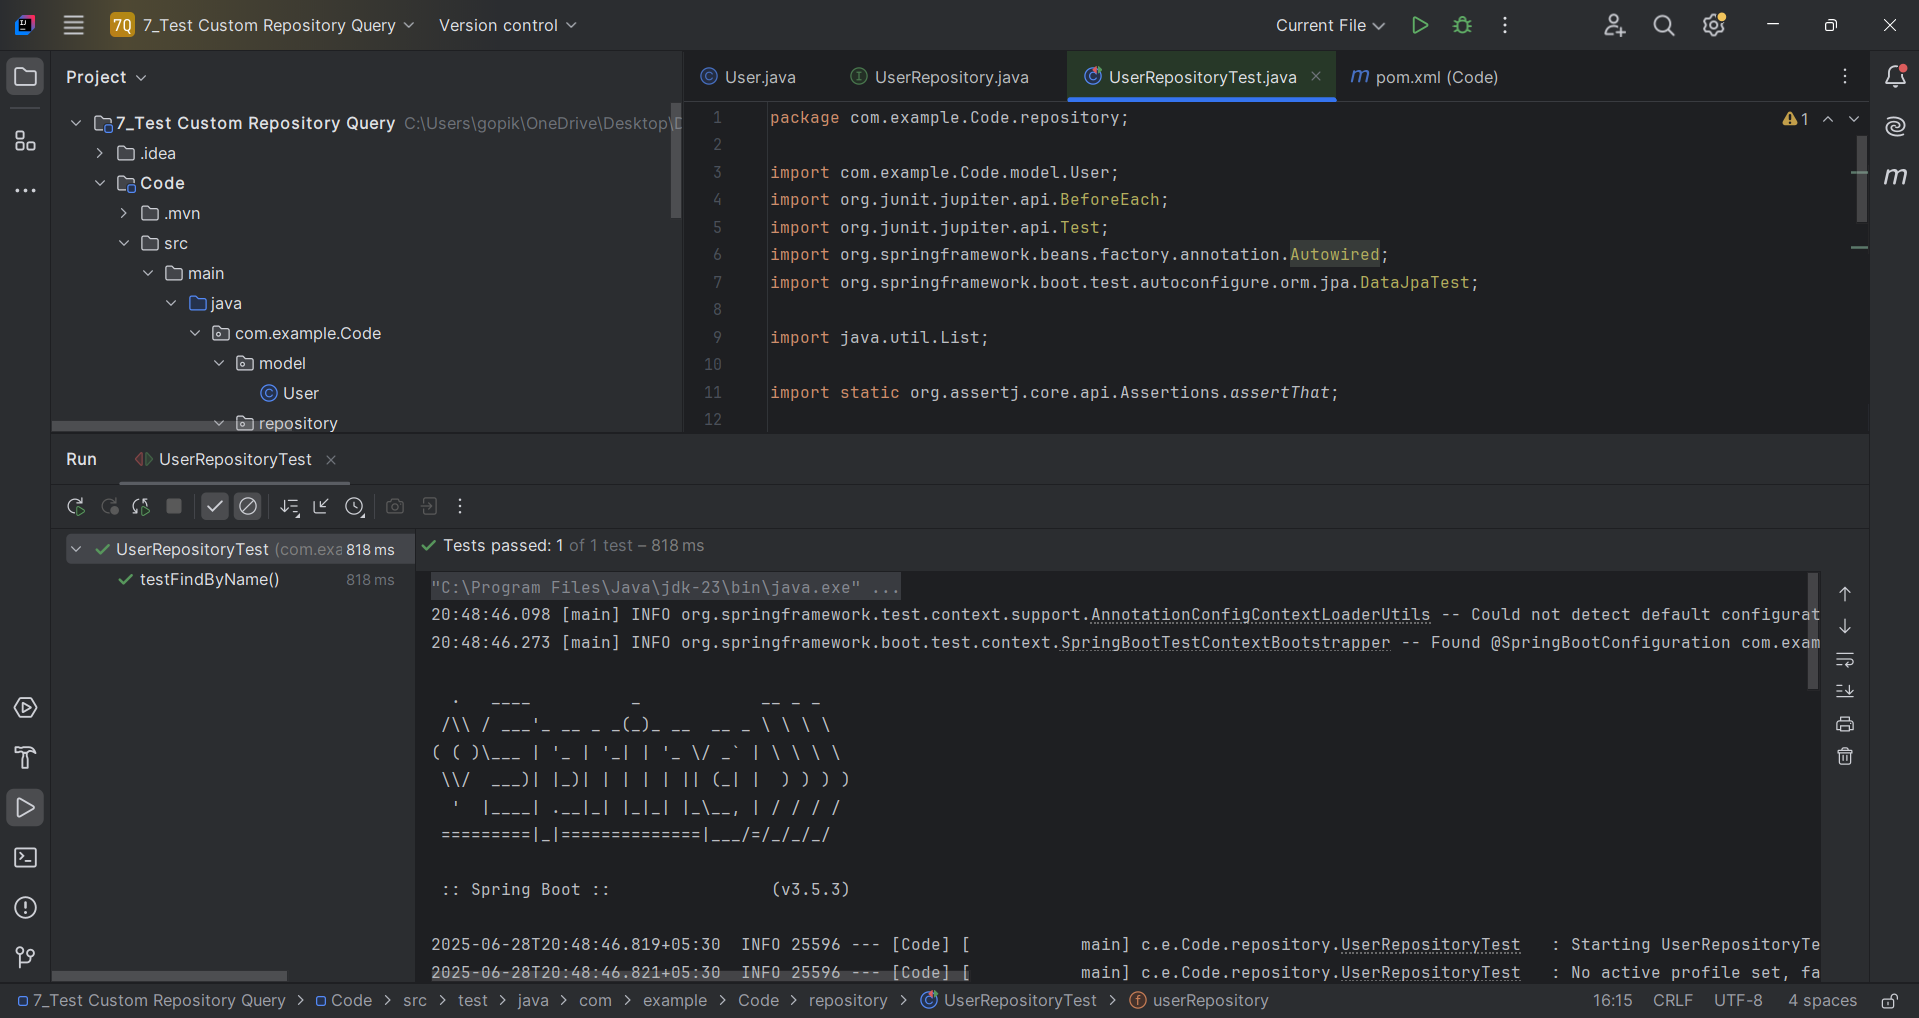 7Q 7_Test Custom Repository Query Version control Current File
Project
User.java UserRepository.java UserRepositoryTest.java pom.xml (Code)
7_Test Custom Repository Query C:\Users\gopik\OneDrive\Desktop\D
.idea
Code
.mvn
src
main
java
com.example.Code
model
User
repository
1 package com.example.Code.repository;
2
3 import com.example.Code.model.User;
4 import org.junit.jupiter.api.BeforeEach;
5 import org.junit.jupiter.api.Test;
6 import org.springframework.beans.factory.annotation.Autowired;
7 import org.springframework.boot.test.autoconfigure.orm.jpa.DataJpaTest;
8
9 import java.util.List;
10
11 import static org.assertj.core.api.Assertions.assertThat;
12
1
Run UserRepositoryTest
UserRepositoryTest (com.exa 818 ms
testFindByName() 818 ms
Tests passed: 1 of 1 test – 818 ms
"C:\Program Files\Java\jdk-23\bin\java.exe" ...
20:48:46.098 [main] INFO org.springframework.test.context.support.AnnotationConfigContextLoaderUtils -- Could not detect default configurat
20:48:46.273 [main] INFO org.springframework.boot.test.context.SpringBootTestContextBootstrapper -- Found @SpringBootConfiguration com.exam
  .   ____          _            __ _ _
 /\\ / ___'_ __ _ _(_)_ __  __ _ \ \ \ \
( ( )\___ | '_ | '_| | '_ \/ _` | \ \ \ \
 \\/  ___)| |_)| | | | | || (_| |  ) ) ) )
  '  |____| .__|_| |_|_| |_\__, | / / / /
 =========|_|==============|___/=/_/_/_/
:: Spring Boot :: (v3.5.3)
2025-06-28T20:48:46.819+05:30 INFO 25596 --- [Code] [ main] c.e.Code.repository.UserRepositoryTest : Starting UserRepositoryTe
2025-06-28T20:48:46.821+05:30 INFO 25596 --- [Code] [ main] c.e.Code.repository.UserRepositoryTest : No active profile set, fa
7_Test Custom Repository Query > Code > src > test > java > com > example > Code > repository > UserRepositoryTest > userRepository 16:15 CRLF UTF-8 4 spaces